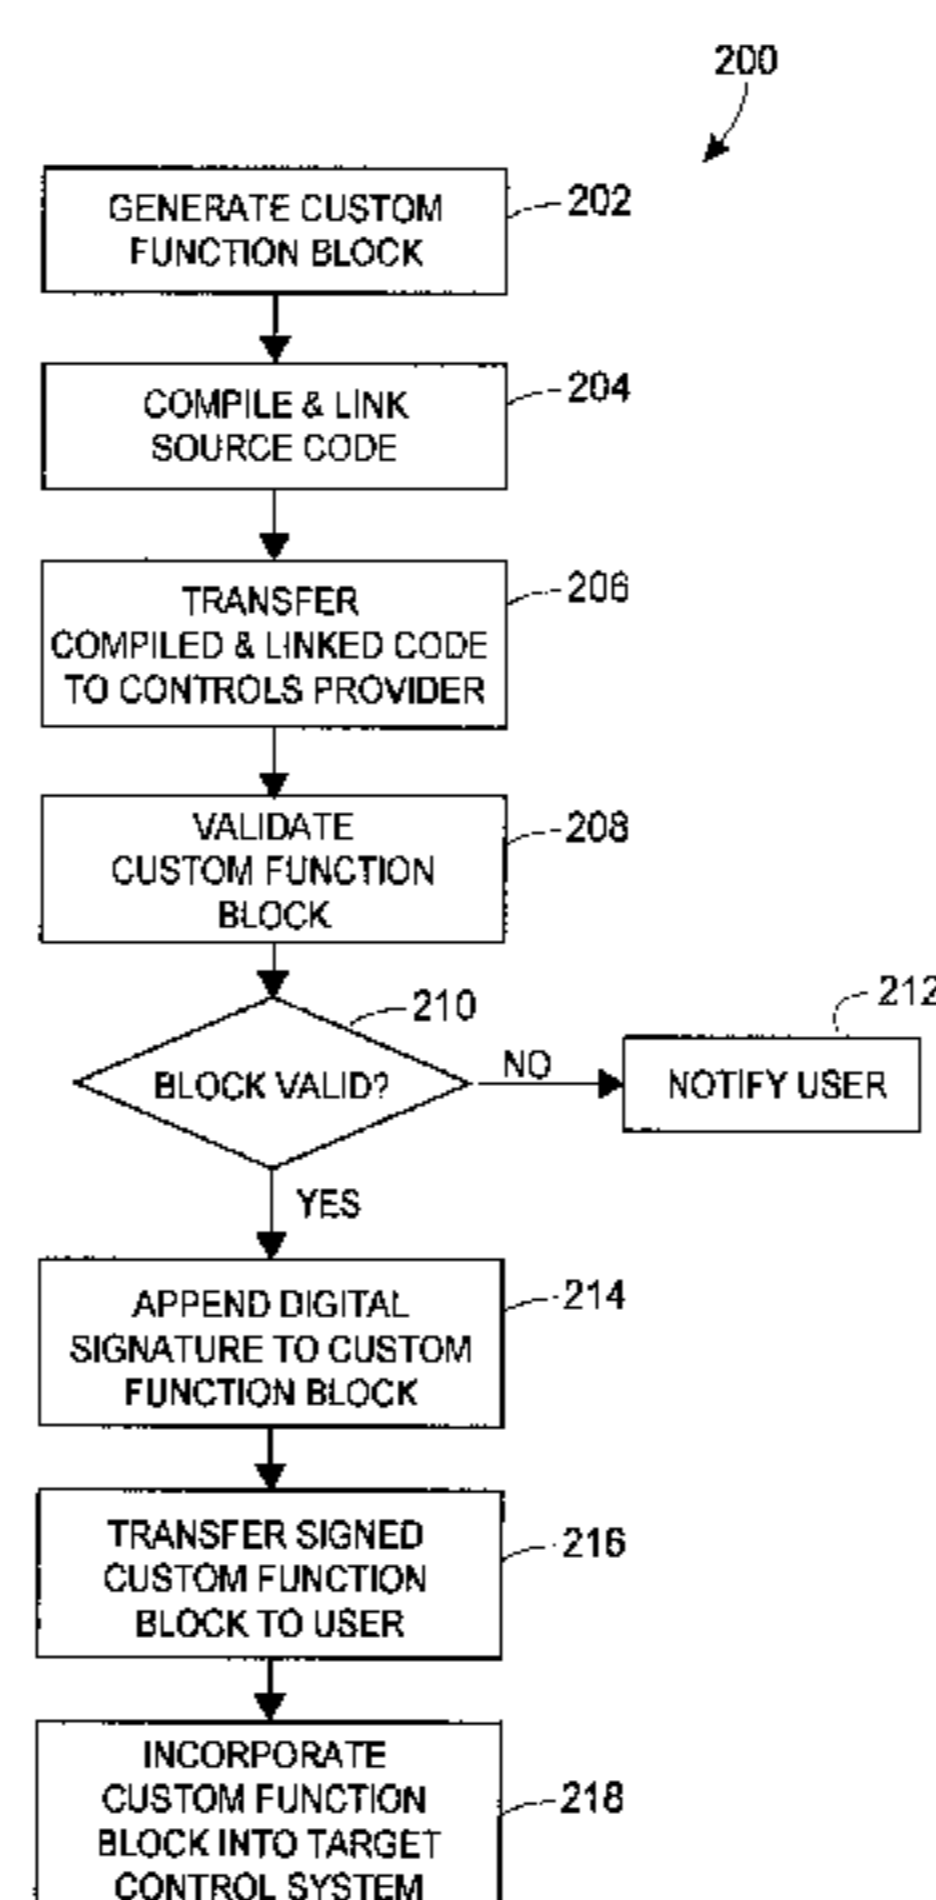 200
GENERATE CUSTOM
FUNCTION BLOCK
202
COMPILE & LINK
SOURCE CODE
204
TRANSFER
COMPILED & LINKED CODE
TO CONTROLS PROVIDER
206
VALIDATE
CUSTOM FUNCTION
BLOCK
208
BLOCK VALID?
210
NO
212
NOTIFY USER
YES
APPEND DIGITAL
SIGNATURE TO CUSTOM
FUNCTION BLOCK
214
TRANSFER SIGNED
CUSTOM FUNCTION
BLOCK TO USER
216
INCORPORATE
CUSTOM FUNCTION
BLOCK INTO TARGET
CONTROL SYSTEM
218